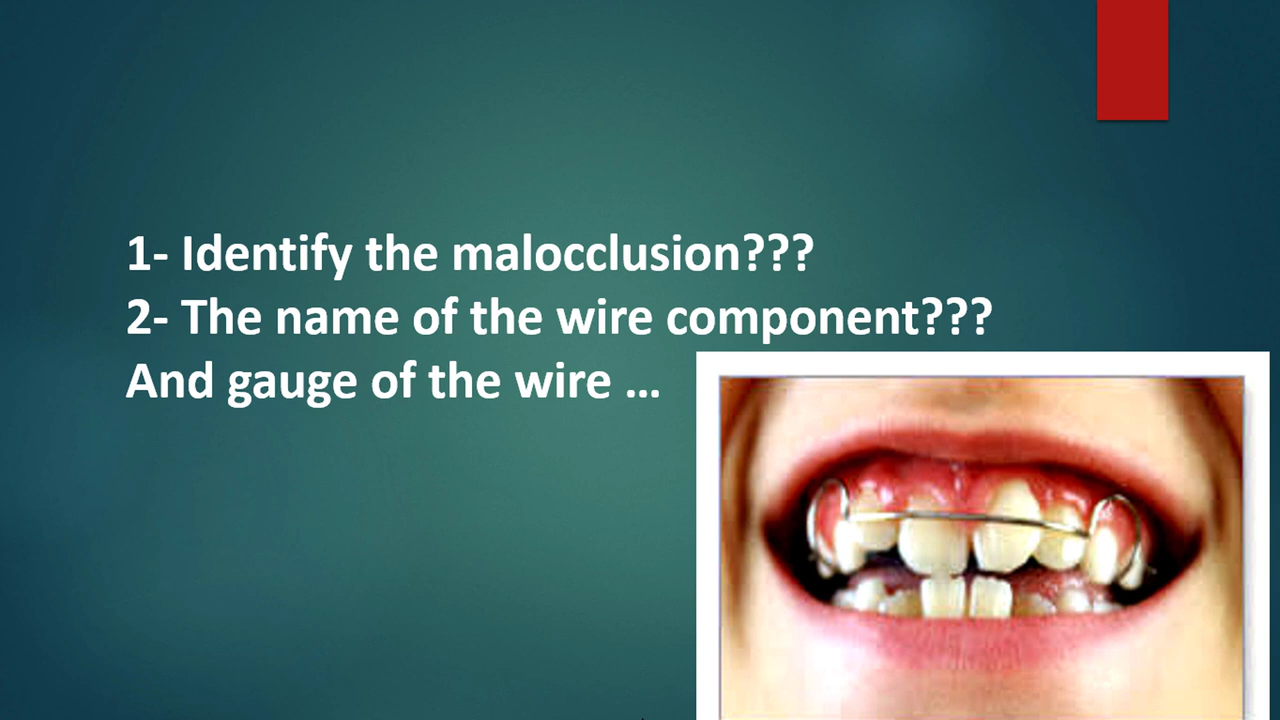 1- Identify the malocclusion???
2- The name of the wire component???
And gauge of the wire …